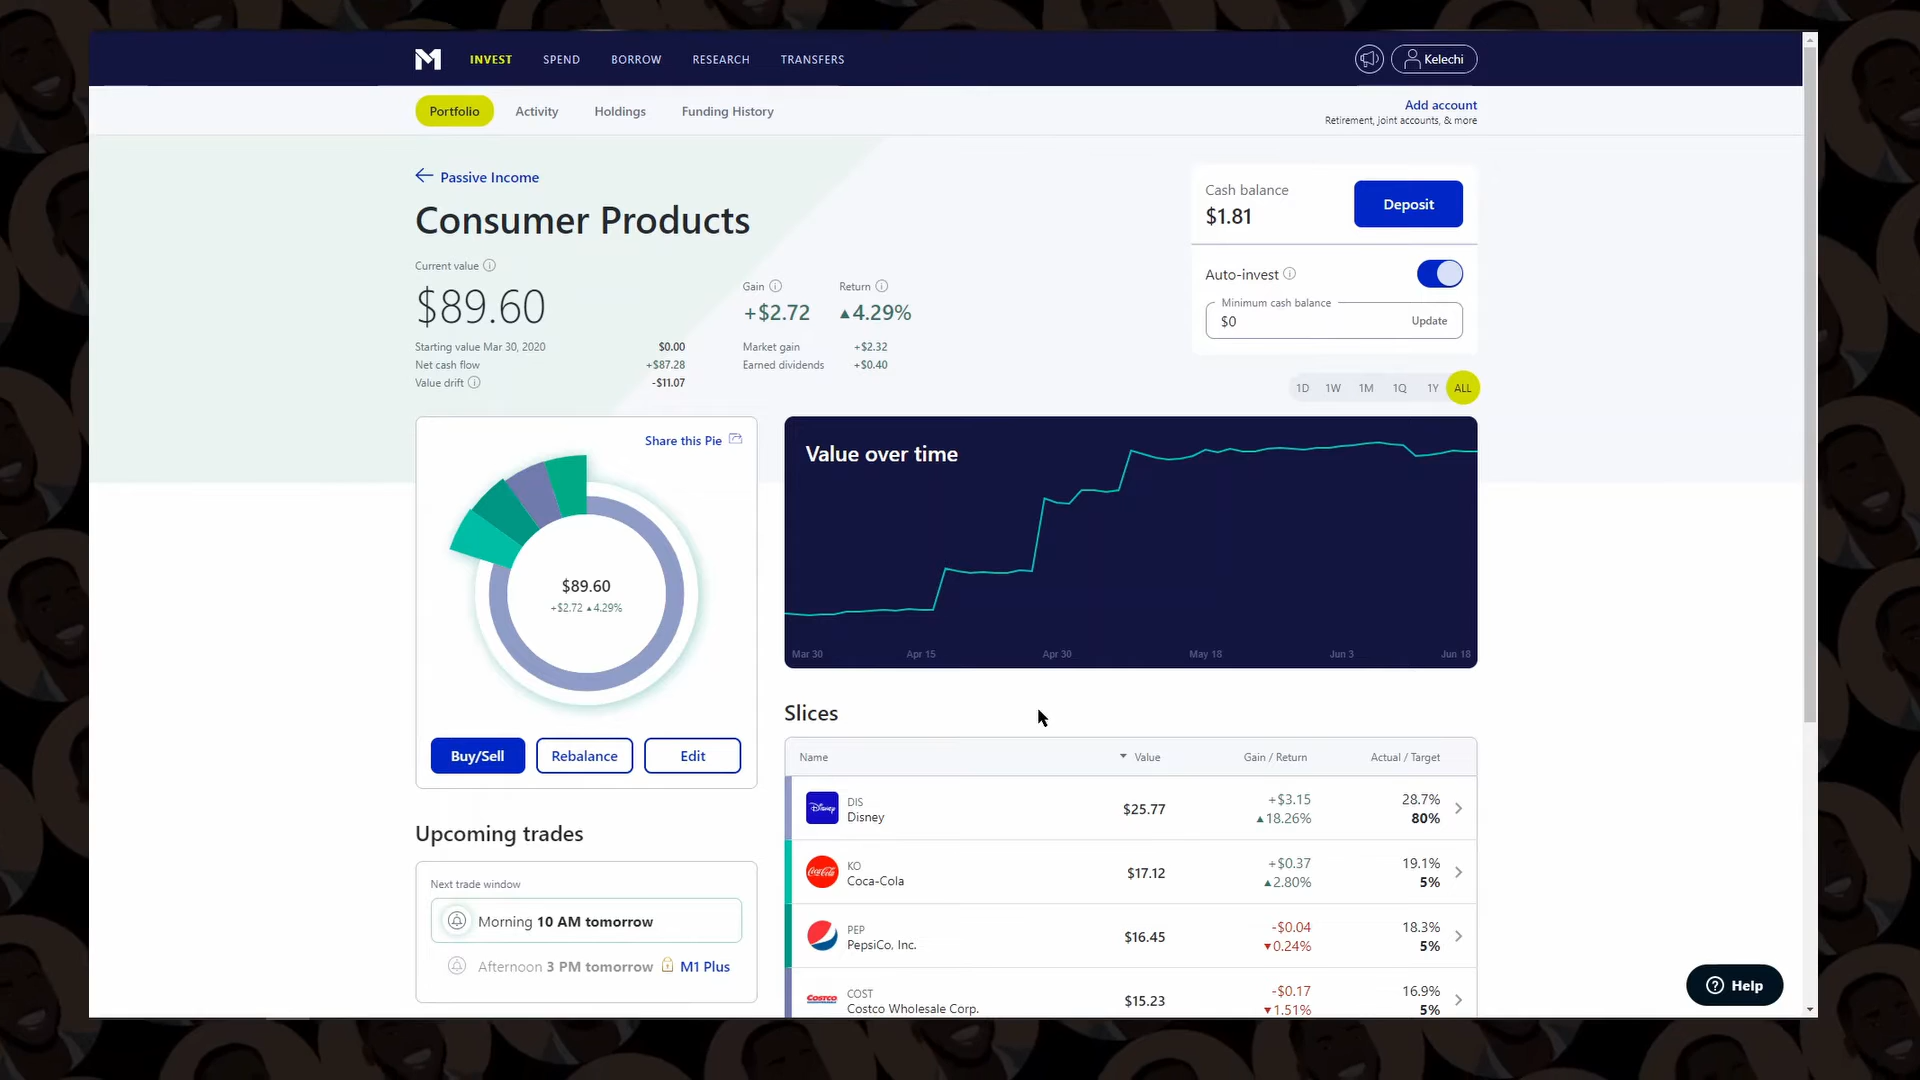 INVEST SPEND BORROW RESEARCH TRANSFERS Kelechi
Portfolio Activity Holdings Funding History
Add account
Retirement, joint accounts, & more
Passive Income
Consumer Products
Current value
$89.60
Starting value Mar 30, 2020 $0.00
Net cash flow +$87.28
Value drift -$11.07
Gain Return
+$2.72 4.29%
Market gain +$2.32
Earned dividends +$0.40
Cash balance
$1.81
Deposit
Auto-invest
Minimum cash balance
$0 Update
1D 1W 1M 1Q 1Y ALL
Share this Pie
$89.60
+$2.72 4.29%
Buy/Sell Rebalance Edit
Value over time
Mar 30 Apr 15 Apr 30 May 18 Jun 3 Jun 18
Upcoming trades
Next trade window
Morning 10 AM tomorrow
Afternoon 3 PM tomorrow M1 Plus
Slices
Name Value Gain / Return Actual / Target
Disney
DIS
Disney
$25.77
+$3.15
18.26%
28.7%
80%
Coca-Cola
KO
Coca-Cola
$17.12
+$0.37
2.80%
19.1%
5%
PEP
PepsiCo, Inc.
$16.45
-$0.04
0.24%
18.3%
5%
Costco
COST
Costco Wholesale Corp.
$15.23
-$0.17
1.51%
16.9%
5%
Help